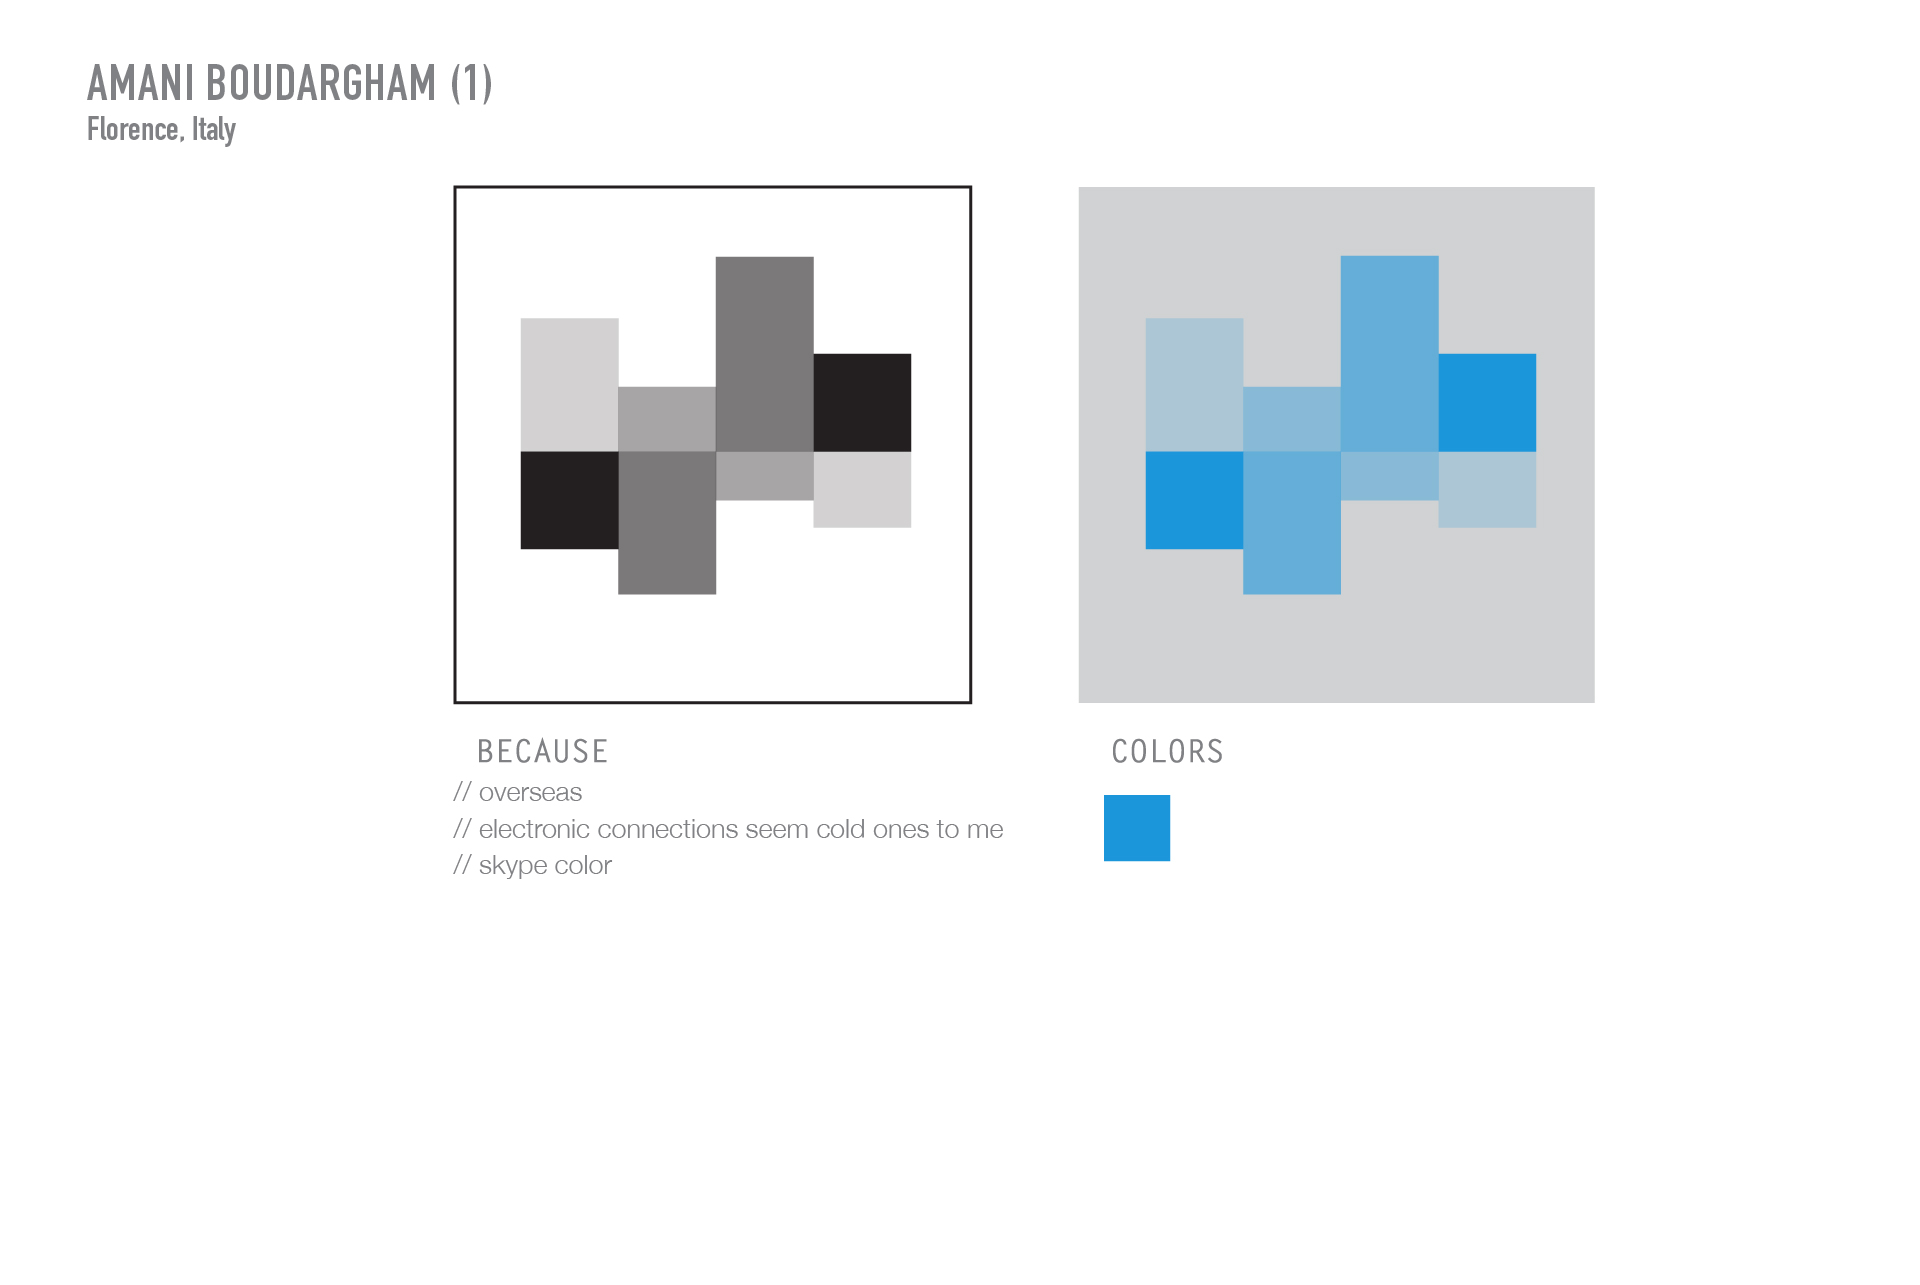 AMANI BOUDARGHAM (1)
Florence, Italy
BECAUSE
// overseas
// electronic connections seem cold ones to me
// skype color
COLORS